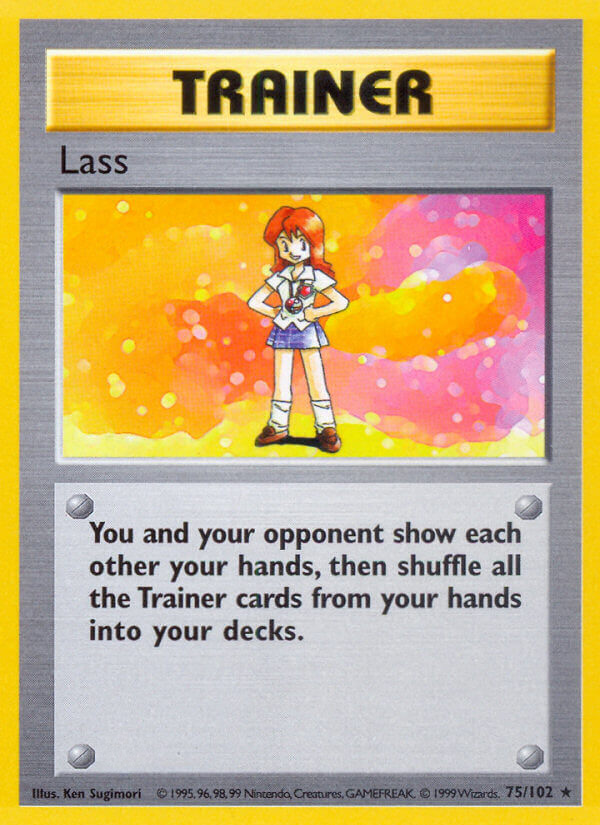 TRAINER
Lass
You and your opponent show each
other your hands, then shuffle all
the Trainer cards from your hands
into your decks.
Illus. Ken Sugimori © 1995, 96, 98, 99 Nintendo, Creatures, GAMEFREAK. © 1999 Wizards. 75/102 ★